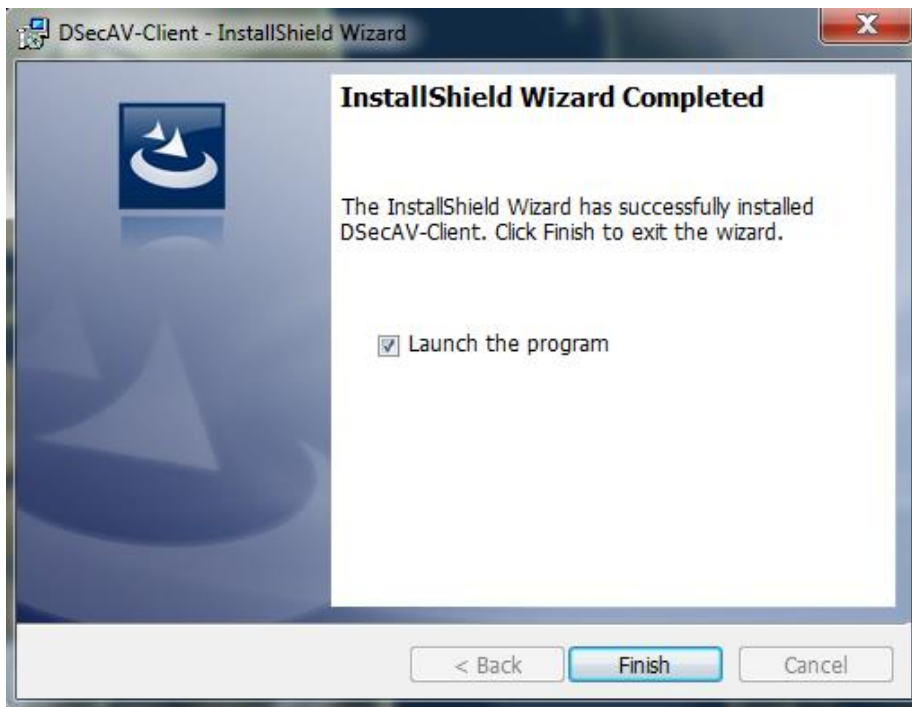 DSecAV-Client - InstallShield Wizard
InstallShield Wizard Completed
The InstallShield Wizard has successfully installed
DSecAV-Client. Click Finish to exit the wizard.
Launch the program
< Back Finish Cancel